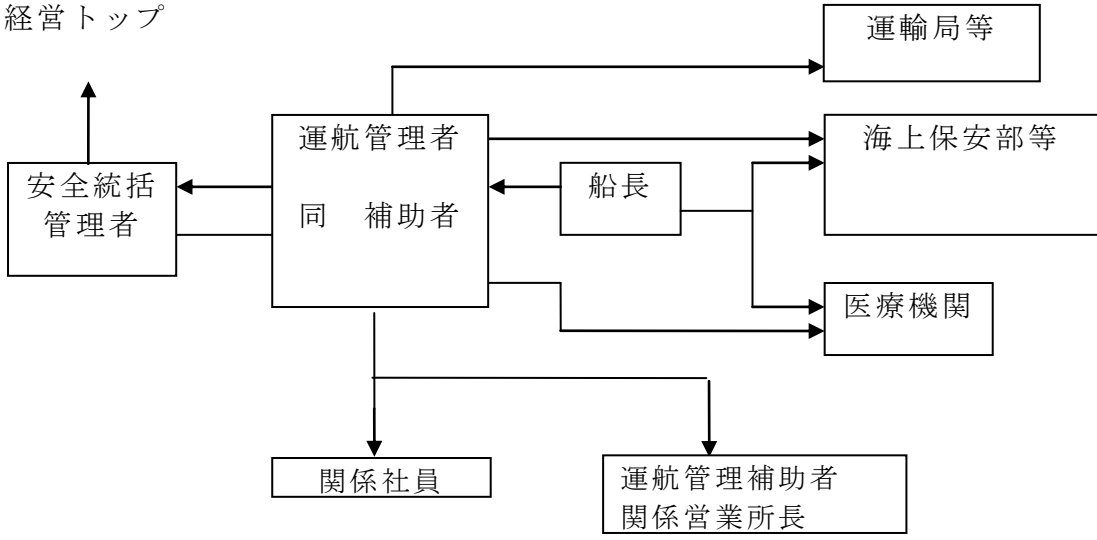 経営トップ
運輸局等
運航管理者
同　補助者
海上保安部等
安全統括
管理者
船長
医療機関
関係社員
運航管理補助者
関係営業所長